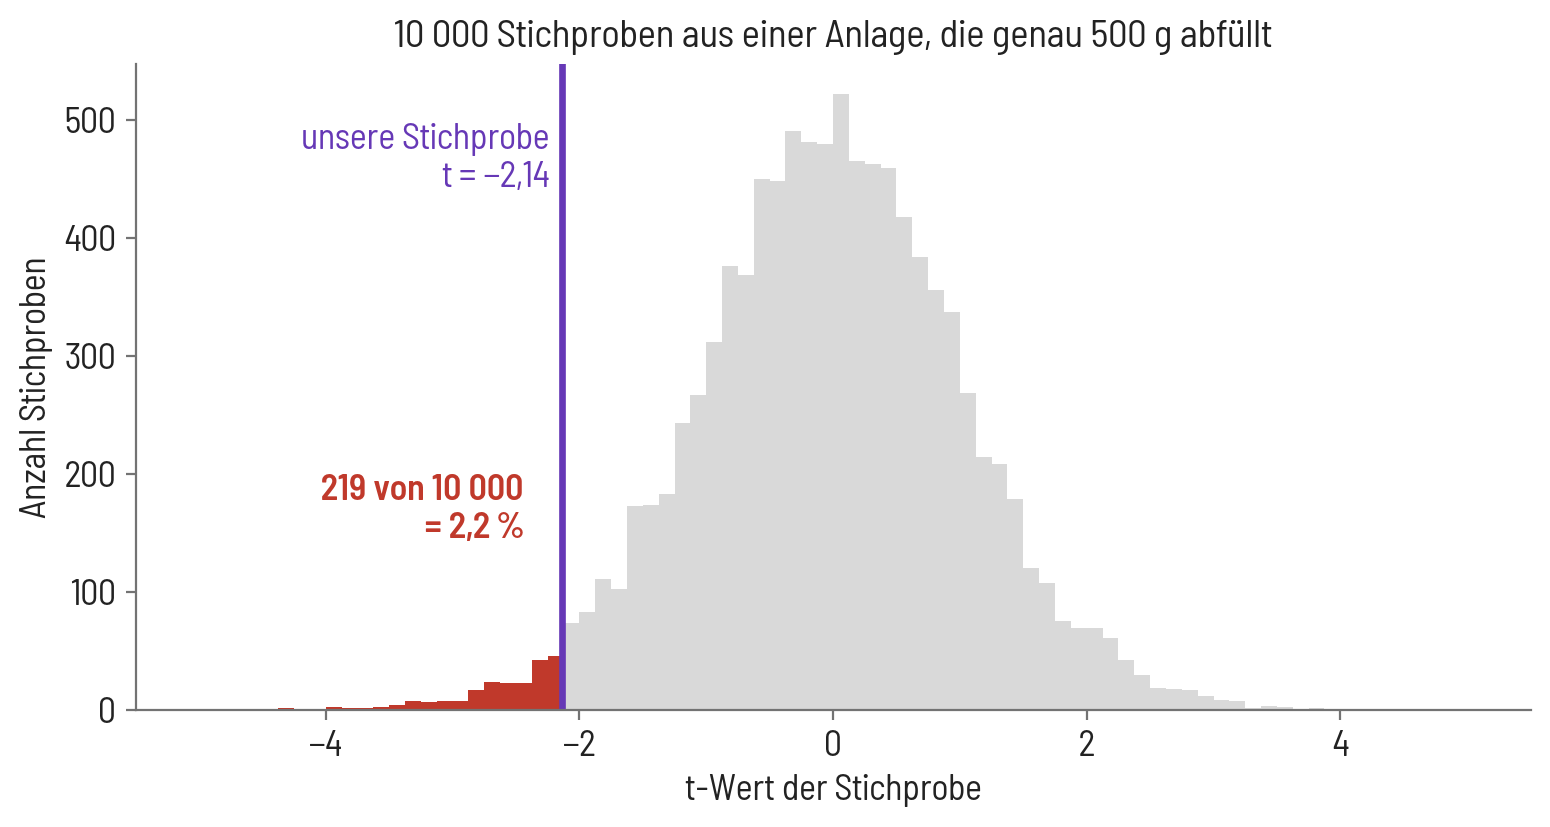 10 000 Stichproben aus einer Anlage, die genau 500 g abfüllt
unsere Stichprobe
t = −2,14
219 von 10 000
= 2,2 %
Anzahl Stichproben
500
400
300
200
100
0
−4
−2
0
2
4
t-Wert der Stichprobe